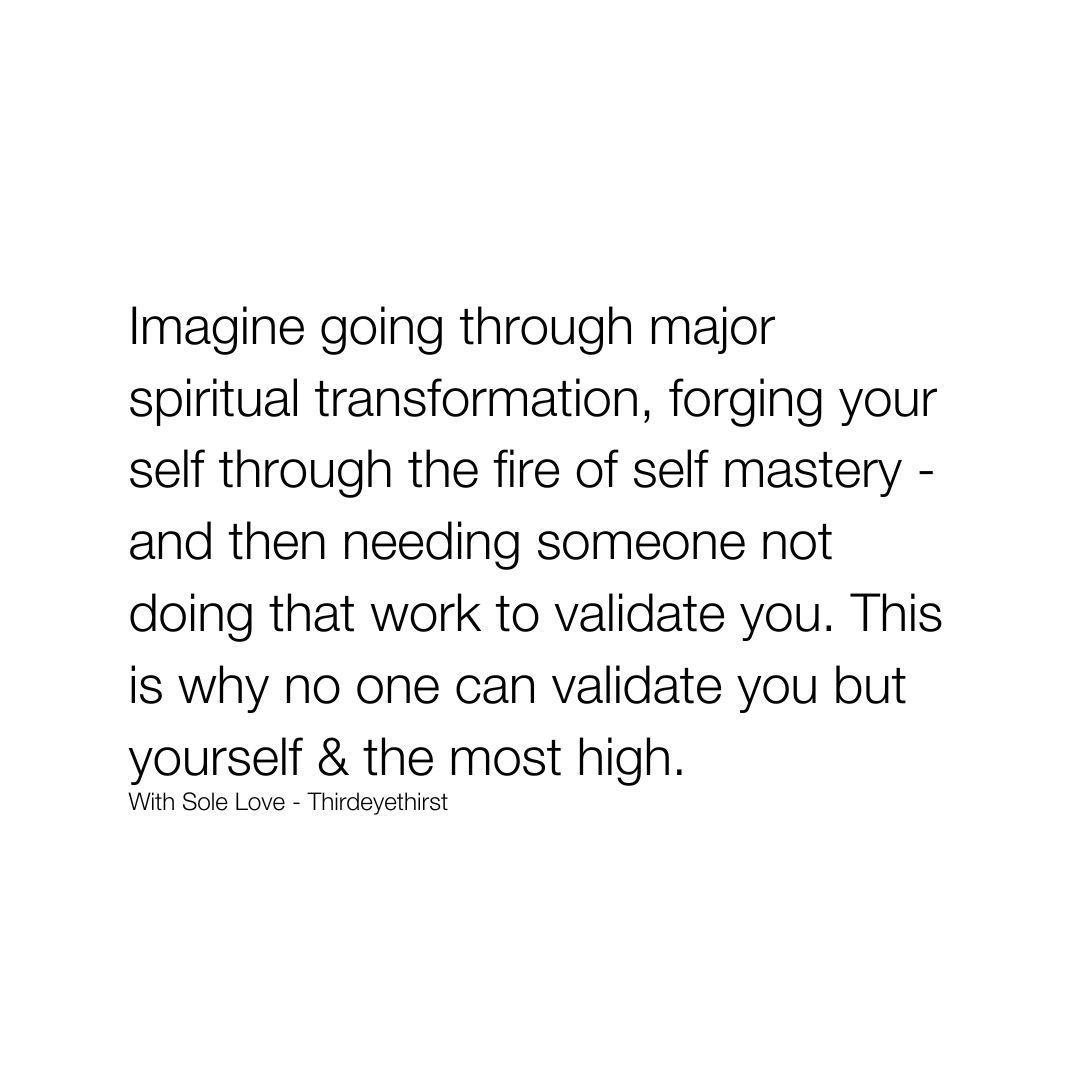 Imagine going through major
spiritual transformation, forging your
self through the fire of self mastery -
and then needing someone not
doing that work to validate you. This
is why no one can validate you but
yourself & the most high.
With Sole Love - Thirdeyethirst